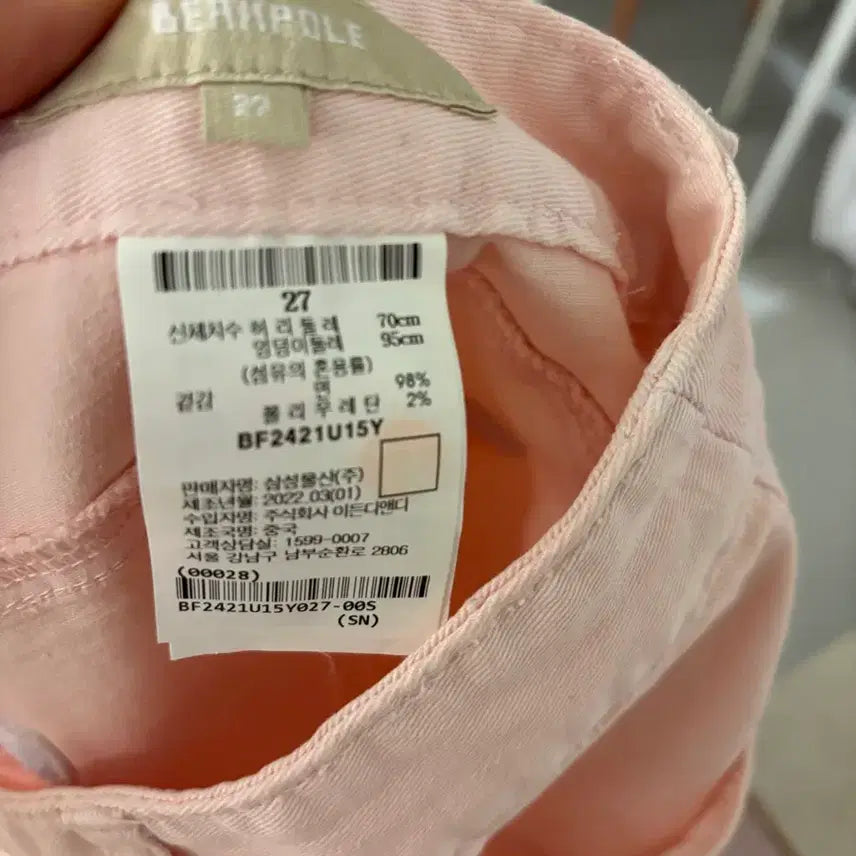 BEANPOLE
27
27
신체치수 허 리 둘 레 70cm
엉덩이둘레 95cm
(섬유의 혼용률)
겉감 면 98%
폴 리 우 레 탄 2%
BF2421U15Y
판매자명: 삼성물산(주)
제조년월: 2022.03(01)
수입자명: 주식회사 이든디앤디
제조국명: 중국
고객상담실: 1599-0007
서울 강남구 남부순환로 2806
(00028)
BF2421U15Y027-00S
(SN)